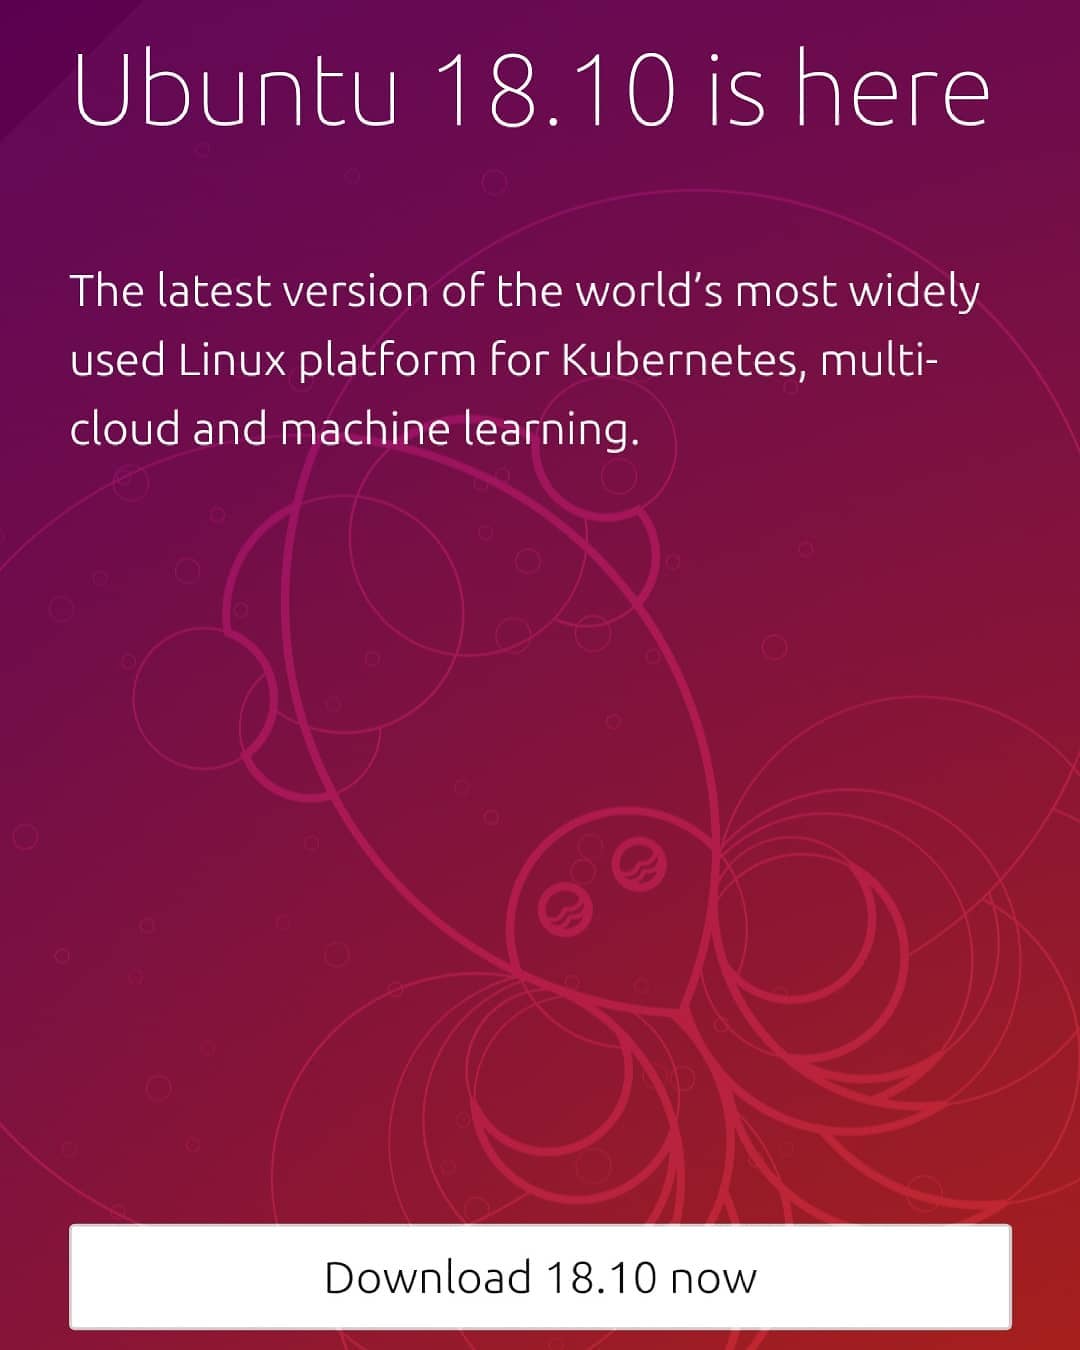 Ubuntu 18.10 is here
The latest version of the world’s most widely
used Linux platform for Kubernetes, multi-
cloud and machine learning.
Download 18.10 now